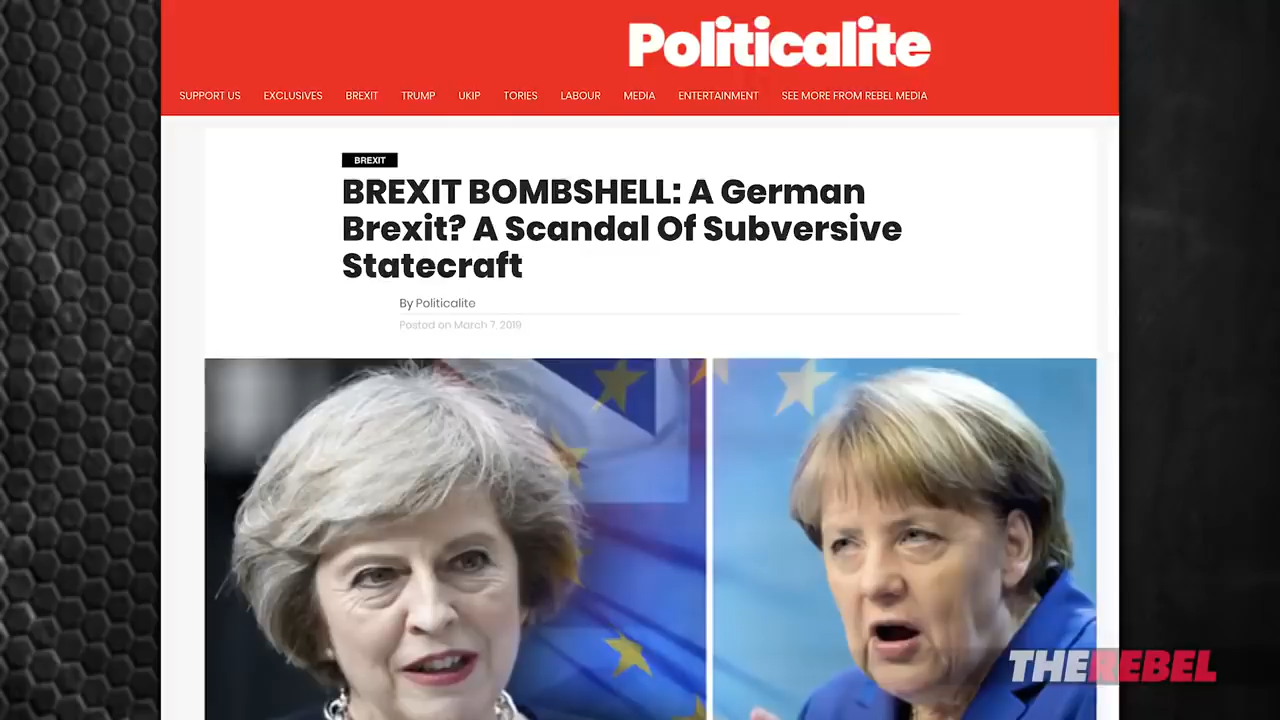 Politicalite
SUPPORT US EXCLUSIVES BREXIT TRUMP UKIP TORIES LABOUR MEDIA ENTERTAINMENT SEE MORE FROM REBEL MEDIA
BREXIT
BREXIT BOMBSHELL: A German
Brexit? A Scandal Of Subversive
Statecraft
By Politicalite
Posted on March 7, 2019
THEREBEL